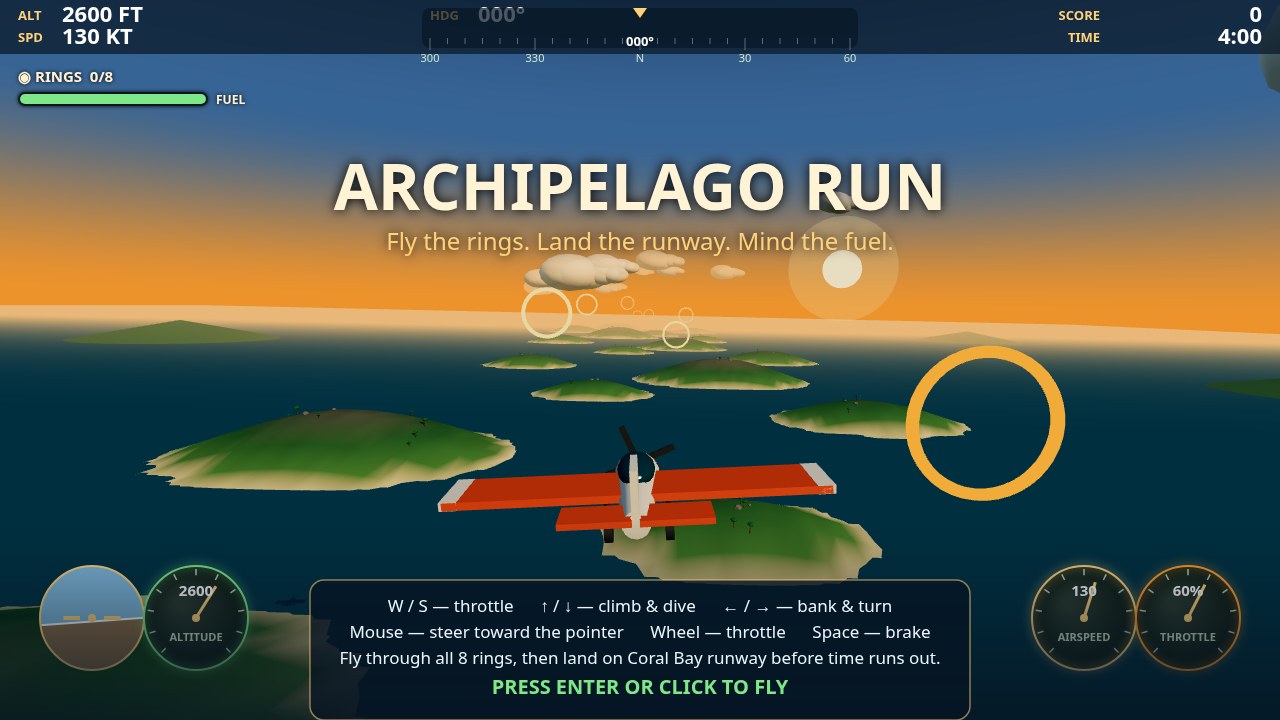 ALT 2600 FT
SPD 130 KT
HDG 000°
000°
300 330 N 30 60
SCORE 0
TIME 4:00
◉ RINGS 0/8
FUEL
ARCHIPELAGO RUN
Fly the rings. Land the runway. Mind the fuel.
2600
ALTITUDE
130
AIRSPEED
60%
THROTTLE
W / S — throttle ↑ / ↓ — climb & dive ← / → — bank & turn
Mouse — steer toward the pointer Wheel — throttle Space — brake
Fly through all 8 rings, then land on Coral Bay runway before time runs out.
PRESS ENTER OR CLICK TO FLY